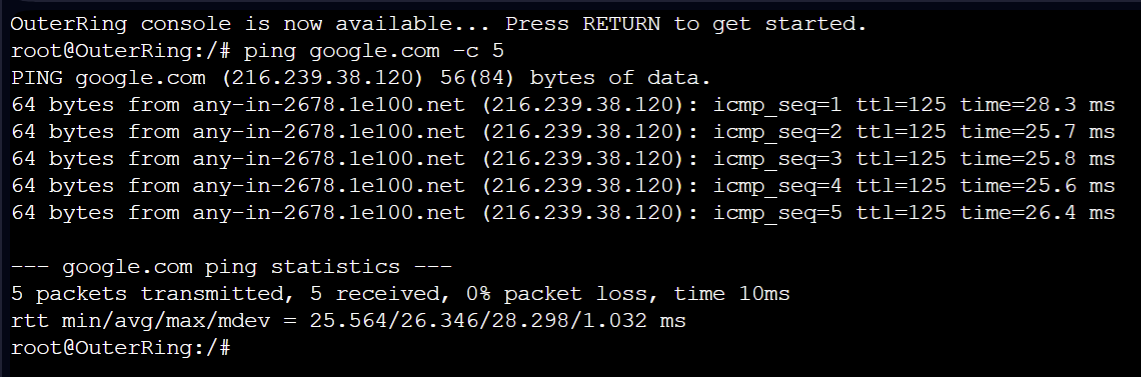 OuterRing console is now available... Press RETURN to get started.
root@OuterRing:/# ping google.com -c 5
PING google.com (216.239.38.120) 56(84) bytes of data.
64 bytes from any-in-2678.1e100.net (216.239.38.120): icmp_seq=1 ttl=125 time=28.3 ms
64 bytes from any-in-2678.1e100.net (216.239.38.120): icmp_seq=2 ttl=125 time=25.7 ms
64 bytes from any-in-2678.1e100.net (216.239.38.120): icmp_seq=3 ttl=125 time=25.8 ms
64 bytes from any-in-2678.1e100.net (216.239.38.120): icmp_seq=4 ttl=125 time=25.6 ms
64 bytes from any-in-2678.1e100.net (216.239.38.120): icmp_seq=5 ttl=125 time=26.4 ms
--- google.com ping statistics ---
5 packets transmitted, 5 received, 0% packet loss, time 10ms
rtt min/avg/max/mdev = 25.564/26.346/28.298/1.032 ms
root@OuterRing:/#